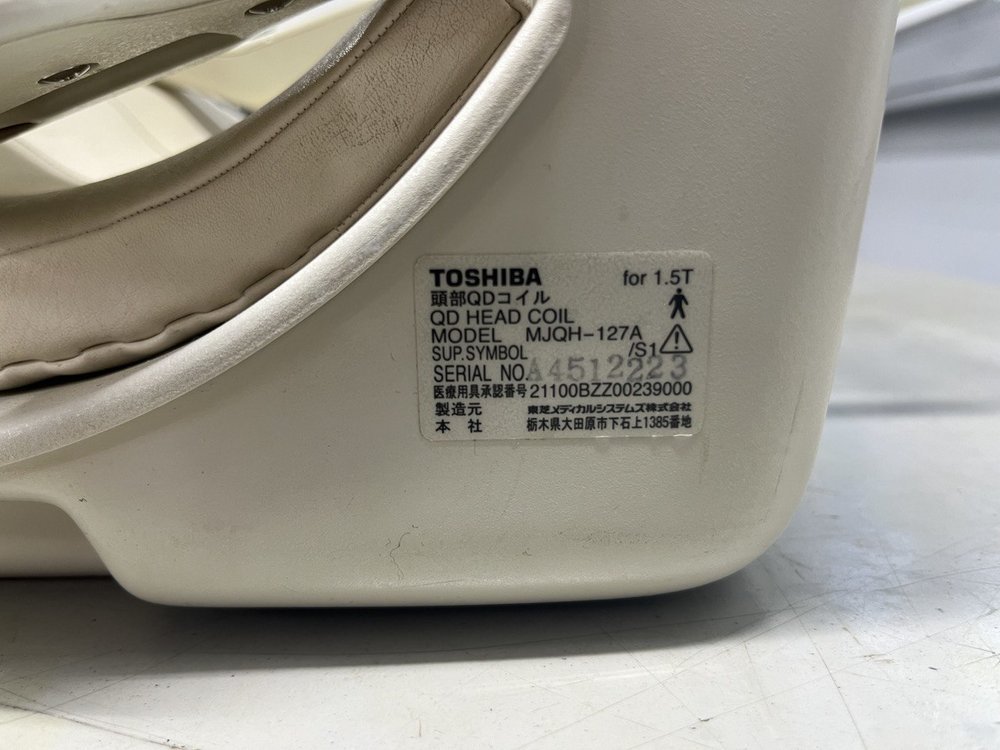 TOSHIBA for 1.5T
頭部QDコイル
QD HEAD COIL
MODEL MJQH-127A
SUP.SYMBOL /S1
SERIAL NO. A4512223
医療用具承認番号 21100BZZ00239000
製造元 東芝メディカルシステムズ株式会社
本社 栃木県大田原市下石上1385番地